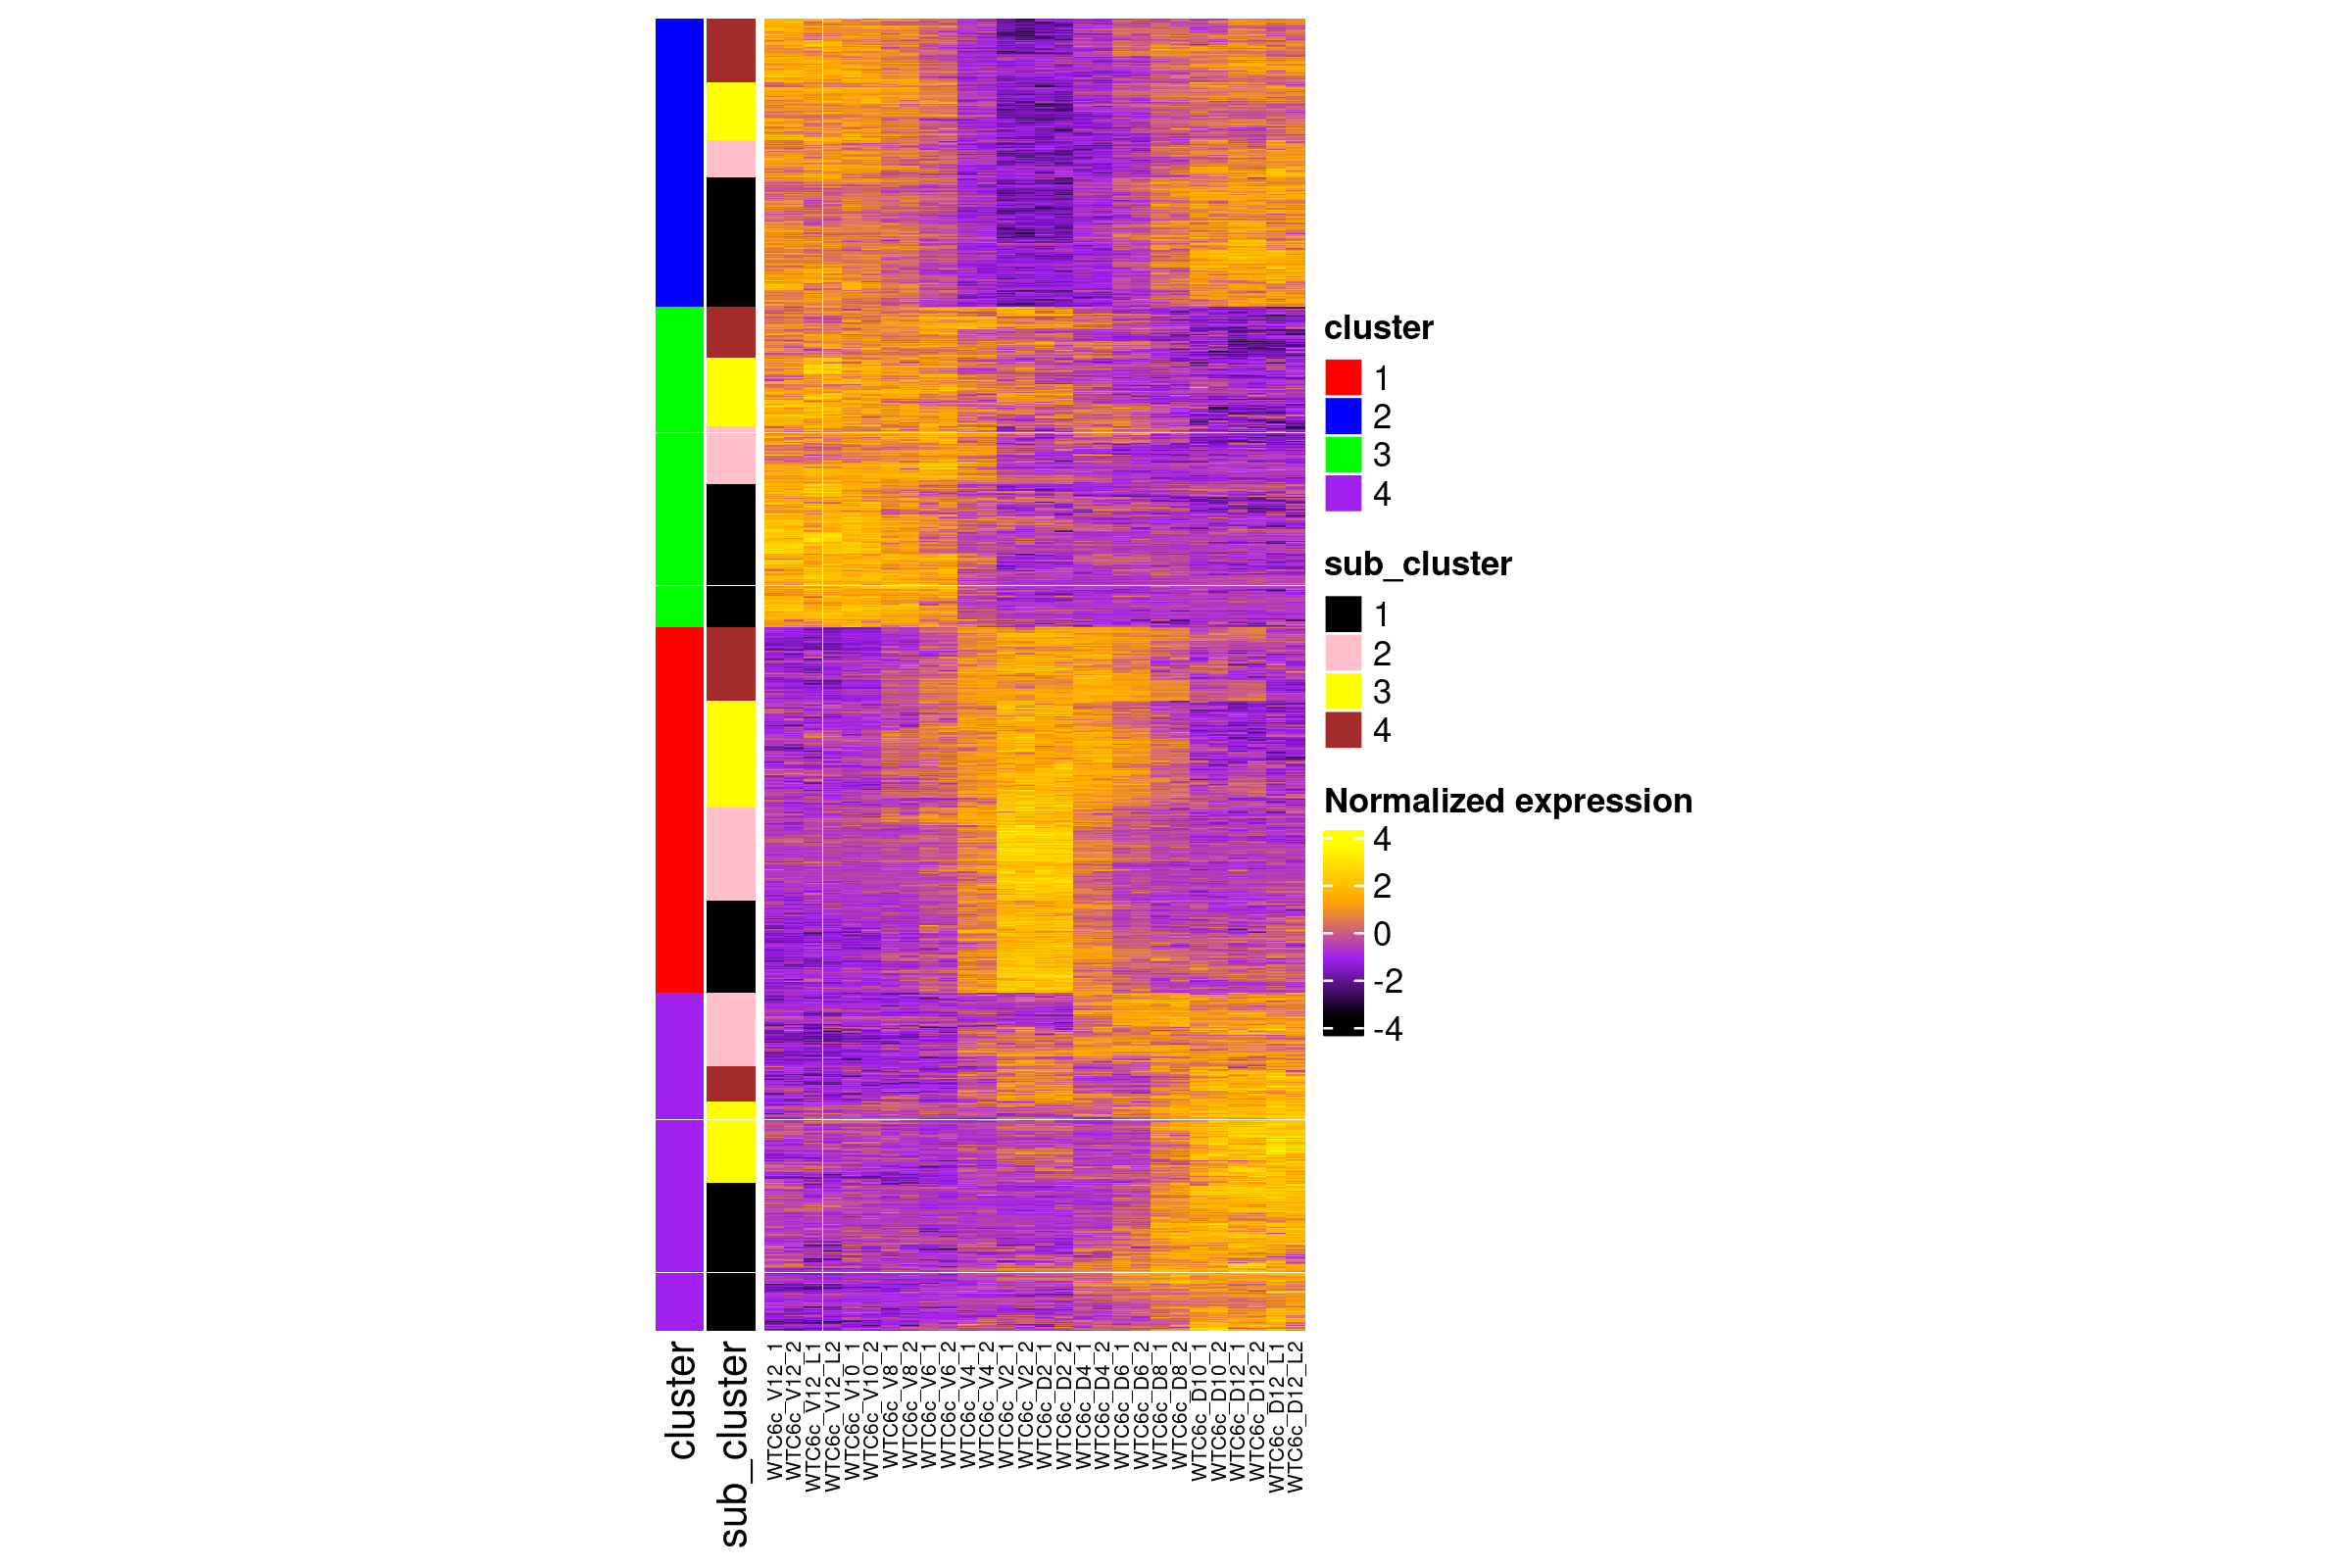 cluster
1
2
3
4
sub_cluster
1
2
3
4
Normalized expression
4
2
0
-2
-4
cluster
sub_cluster
WTC6c_V12_1
WTC6c_V12_2
WTC6c_V12_L1
WTC6c_V12_L2
WTC6c_V10_1
WTC6c_V10_2
WTC6c_V8_1
WTC6c_V8_2
WTC6c_V6_1
WTC6c_V6_2
WTC6c_V4_1
WTC6c_V4_2
WTC6c_V2_1
WTC6c_V2_2
WTC6c_D2_1
WTC6c_D2_2
WTC6c_D4_1
WTC6c_D4_2
WTC6c_D6_1
WTC6c_D6_2
WTC6c_D8_1
WTC6c_D8_2
WTC6c_D10_1
WTC6c_D10_2
WTC6c_D12_1
WTC6c_D12_2
WTC6c_D12_L1
WTC6c_D12_L2